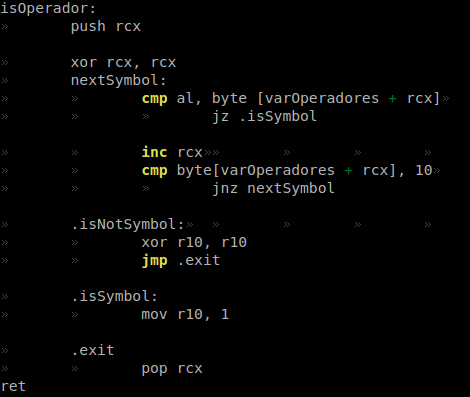 isOperador:
» push rcx
»
» xor rcx, rcx
» nextSymbol:
» » cmp al, byte [varOperadores + rcx]»
» » » jz .isSymbol

» » inc rcx»» » » »
» » cmp byte[varOperadores + rcx], 10»
» » » jnz nextSymbol

» .isNotSymbol:» » » » »
» » xor r10, r10
» » jmp .exit

» .isSymbol:
» » mov r10, 1

» .exit
» » pop rcx
ret